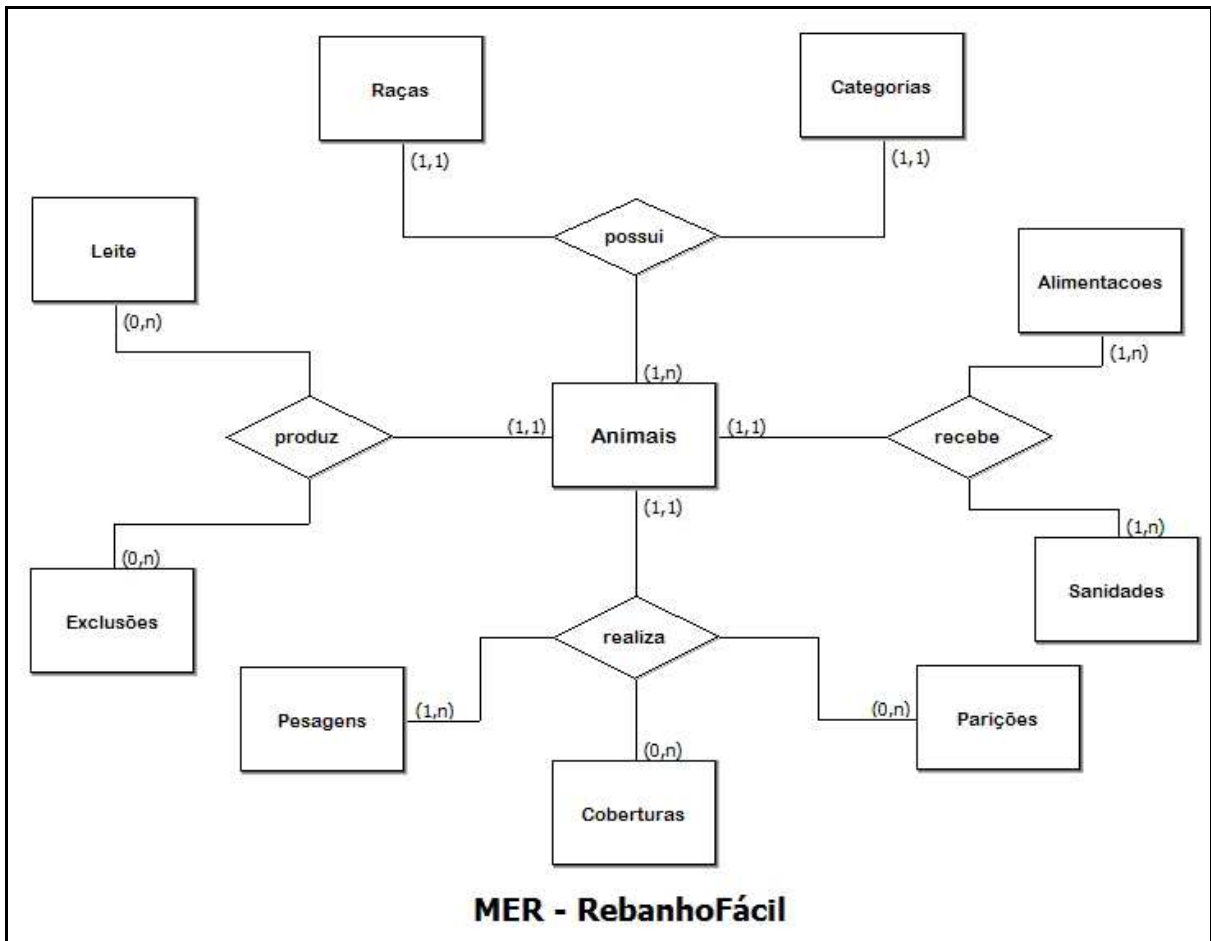 Raças
Categorias
(1,1)
(1,1)
Leite
possui
Alimentacoes
(0,n)
(1,n)
(1,n)
produz
(1,1)
Animais
(1,1)
recebe
(1,1)
(0,n)
(1,n)
Exclusões
Sanidades
realiza
Pesagens
(1,n)
(0,n)
Parições
(0,n)
Coberturas
MER - RebanhoFácil